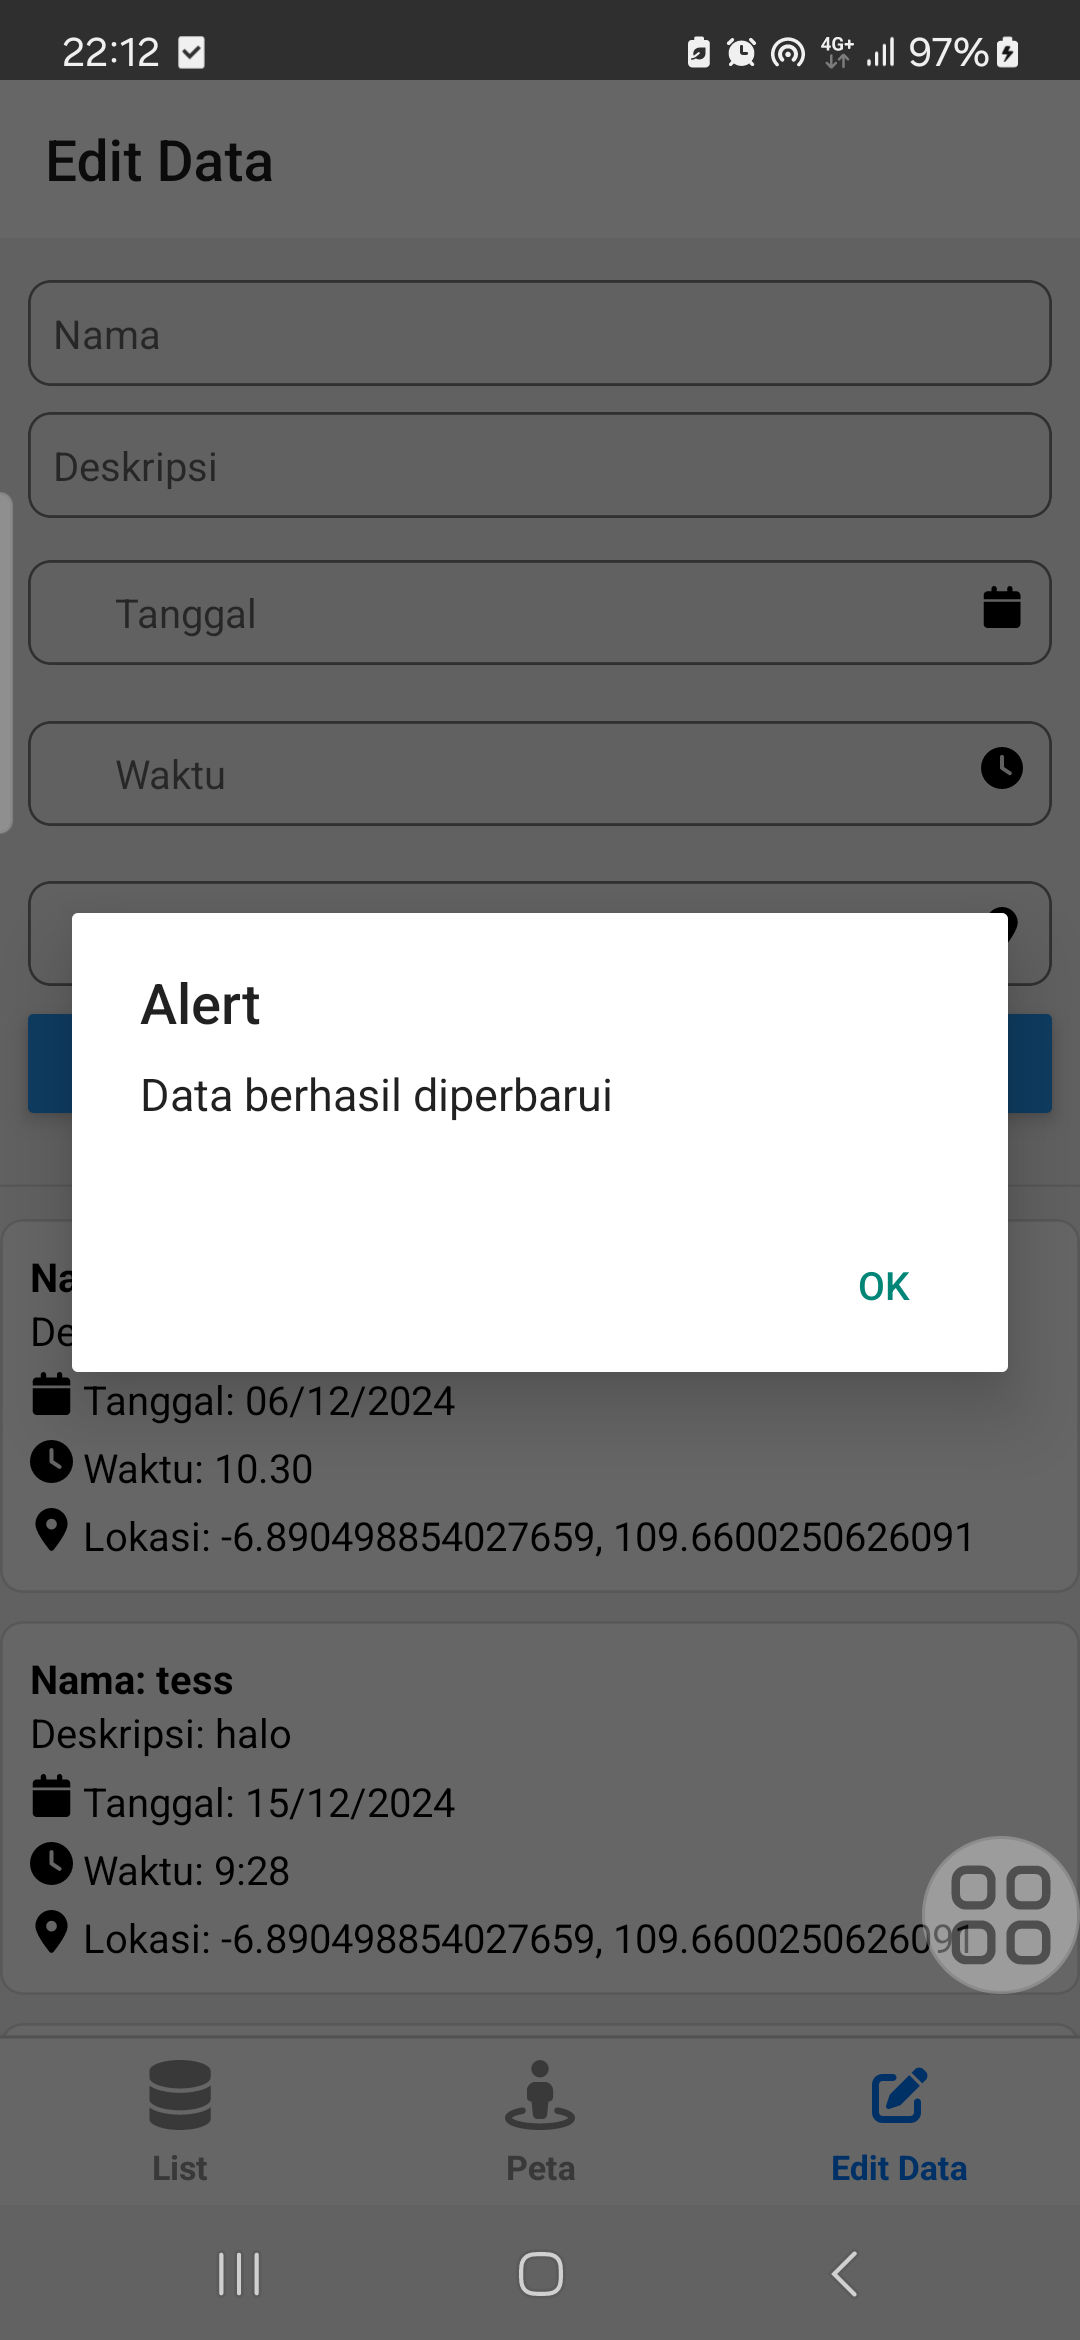 22:12
4G+
97%
Edit Data
Nama
Deskripsi
Tanggal
Waktu
Alert
Data berhasil diperbarui
OK
Na
De
Tanggal: 06/12/2024
Waktu: 10.30
Lokasi: -6.890498854027659, 109.6600250626091
Nama: tess
Deskripsi: halo
Tanggal: 15/12/2024
Waktu: 9:28
Lokasi: -6.890498854027659, 109.6600250626091
List
Peta
Edit Data